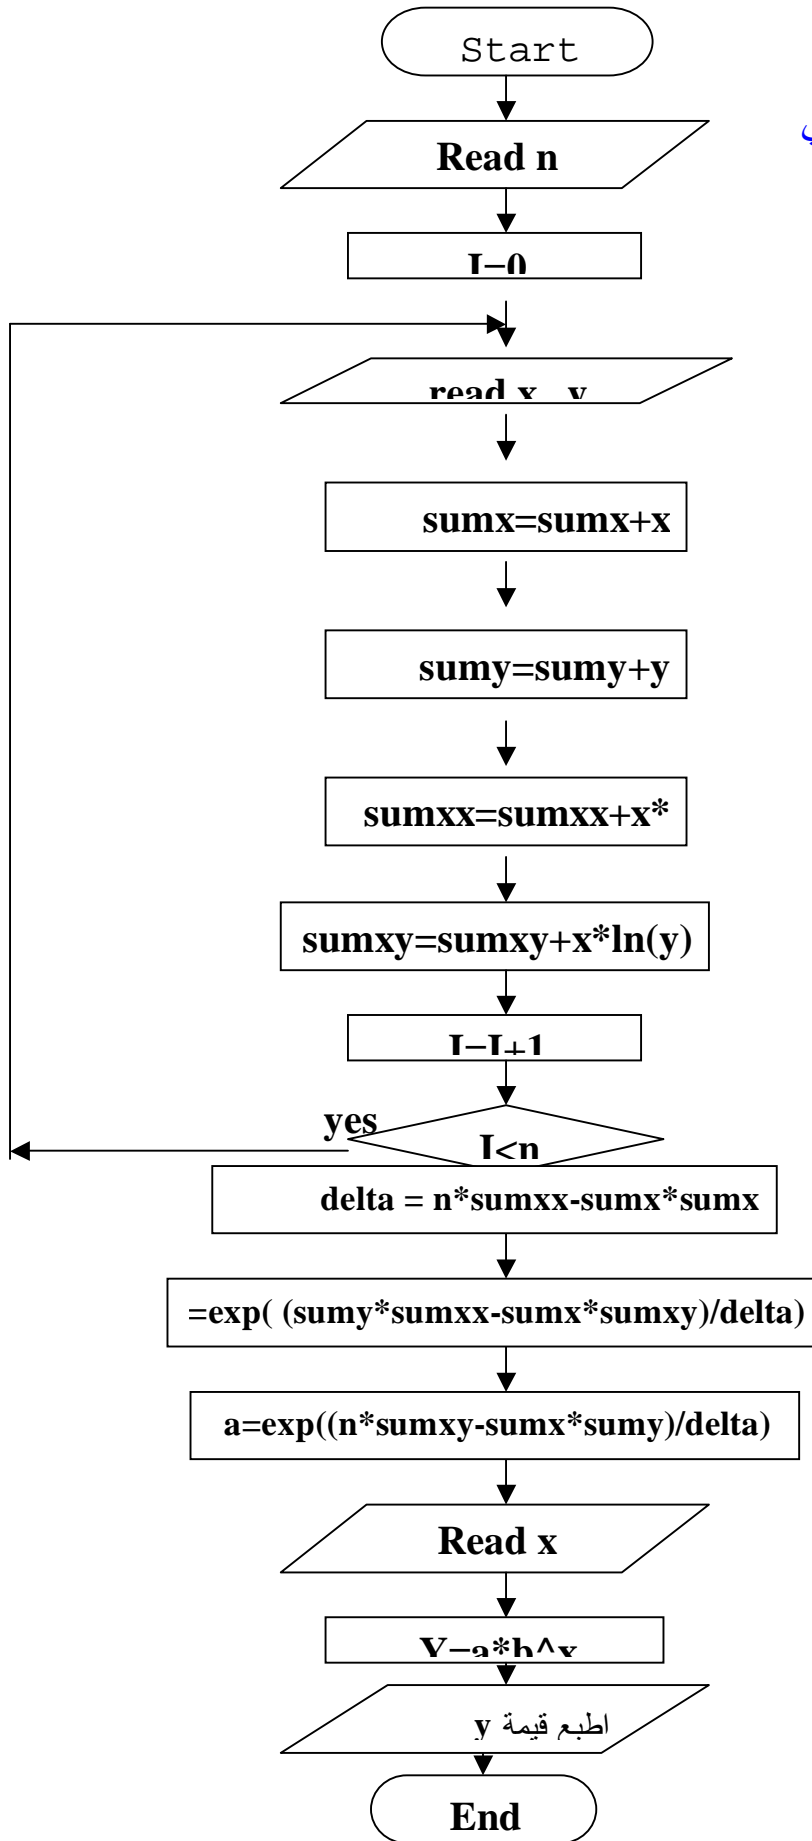 Start
Read n
I=0
read x , y
sumx=sumx+x
sumy=sumy+y
sumxx=sumxx+x*
sumxy=sumxy+x*ln(y)
I=I+1
yes
I<n
delta = n*sumxx-sumx*sumx
=exp( (sumy*sumxx-sumx*sumxy)/delta)
a=exp((n*sumxy-sumx*sumy)/delta)
Read x
Y=a*b^x
اطبع قيمة y
End